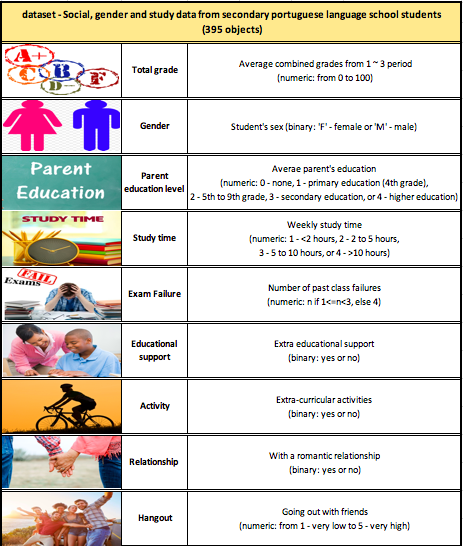 dataset - Social, gender and study data from secondary portuguese language school students
(395 objects)
A+
B
C
D-
F
Total grade
Average combined grades from 1 ~ 3 period
(numeric: from 0 to 100)
Gender
Student's sex (binary: 'F' - female or 'M' - male)
Parent
Education
Parent
education level
Averae parent's education
(numeric: 0 - none, 1 - primary education (4th grade),
2 - 5th to 9th grade, 3 - secondary education, or 4 - higher education)
STUDY TIME
Study time
Weekly study time
(numeric: 1 - <2 hours, 2 - 2 to 5 hours,
3 - 5 to 10 hours, or 4 - >10 hours)
FAIL
Exams
Exam Failure
Number of past class failures
(numeric: n if 1<=n<3, else 4)
Educational
support
Extra educational support
(binary: yes or no)
Activity
Extra-curricular activities
(binary: yes or no)
Relationship
With a romantic relationship
(binary: yes or no)
Hangout
Going out with friends
(numeric: from 1 - very low to 5 - very high)